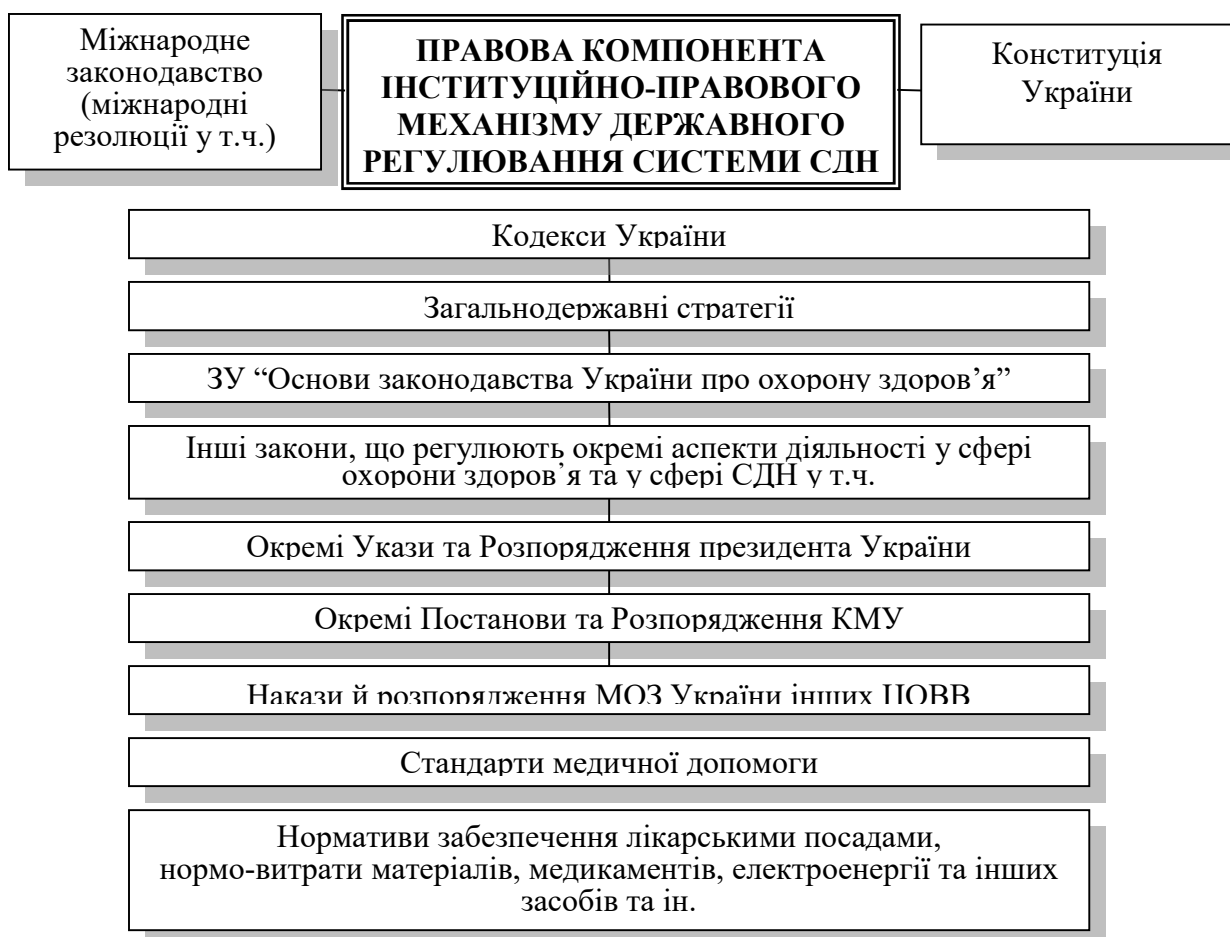 Міжнародне
законодавство
(міжнародні
резолюції у т.ч.)
ПРАВОВА КОМПОНЕНТА
ІНСТИТУЦІЙНО-ПРАВОВОГО
МЕХАНІЗМУ ДЕРЖАВНОГО
РЕГУЛЮВАННЯ СИСТЕМИ СДН
Конституція
України
Кодекси України
Загальнодержавні стратегії
ЗУ “Основи законодавства України про охорону здоров’я”
Інші закони, що регулюють окремі аспекти діяльності у сфері
охорони здоров’я та у сфері СДН у т.ч.
Окремі Укази та Розпорядження президента України
Окремі Постанови та Розпорядження КМУ
Накази й розпорядження МОЗ України інших ЦОВВ
Стандарти медичної допомоги
Нормативи забезпечення лікарськими посадами,
нормо-витрати матеріалів, медикаментів, електроенергії та інших
засобів та ін.